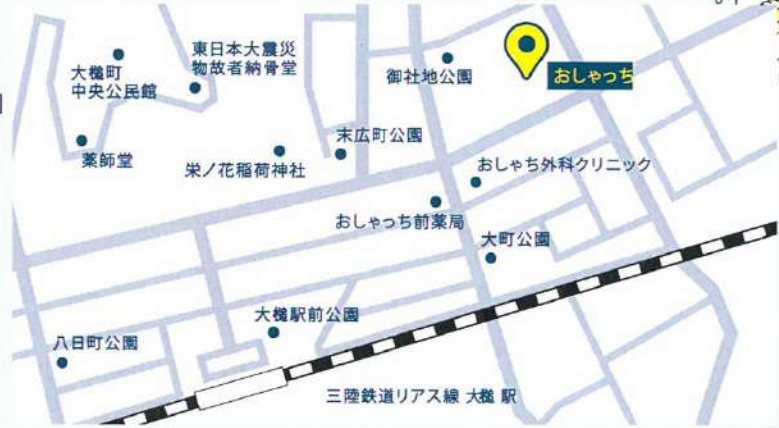 東日本大震災
物故者納骨堂
大槌町
中央公民館
御社地公園
おしゃっち
薬師堂
栄ノ花稲荷神社
末広町公園
おしゃち外科クリニック
おしゃっち前薬局
大町公園
大槌駅前公園
八日町公園
三陸鉄道リアス線 大槌 駅